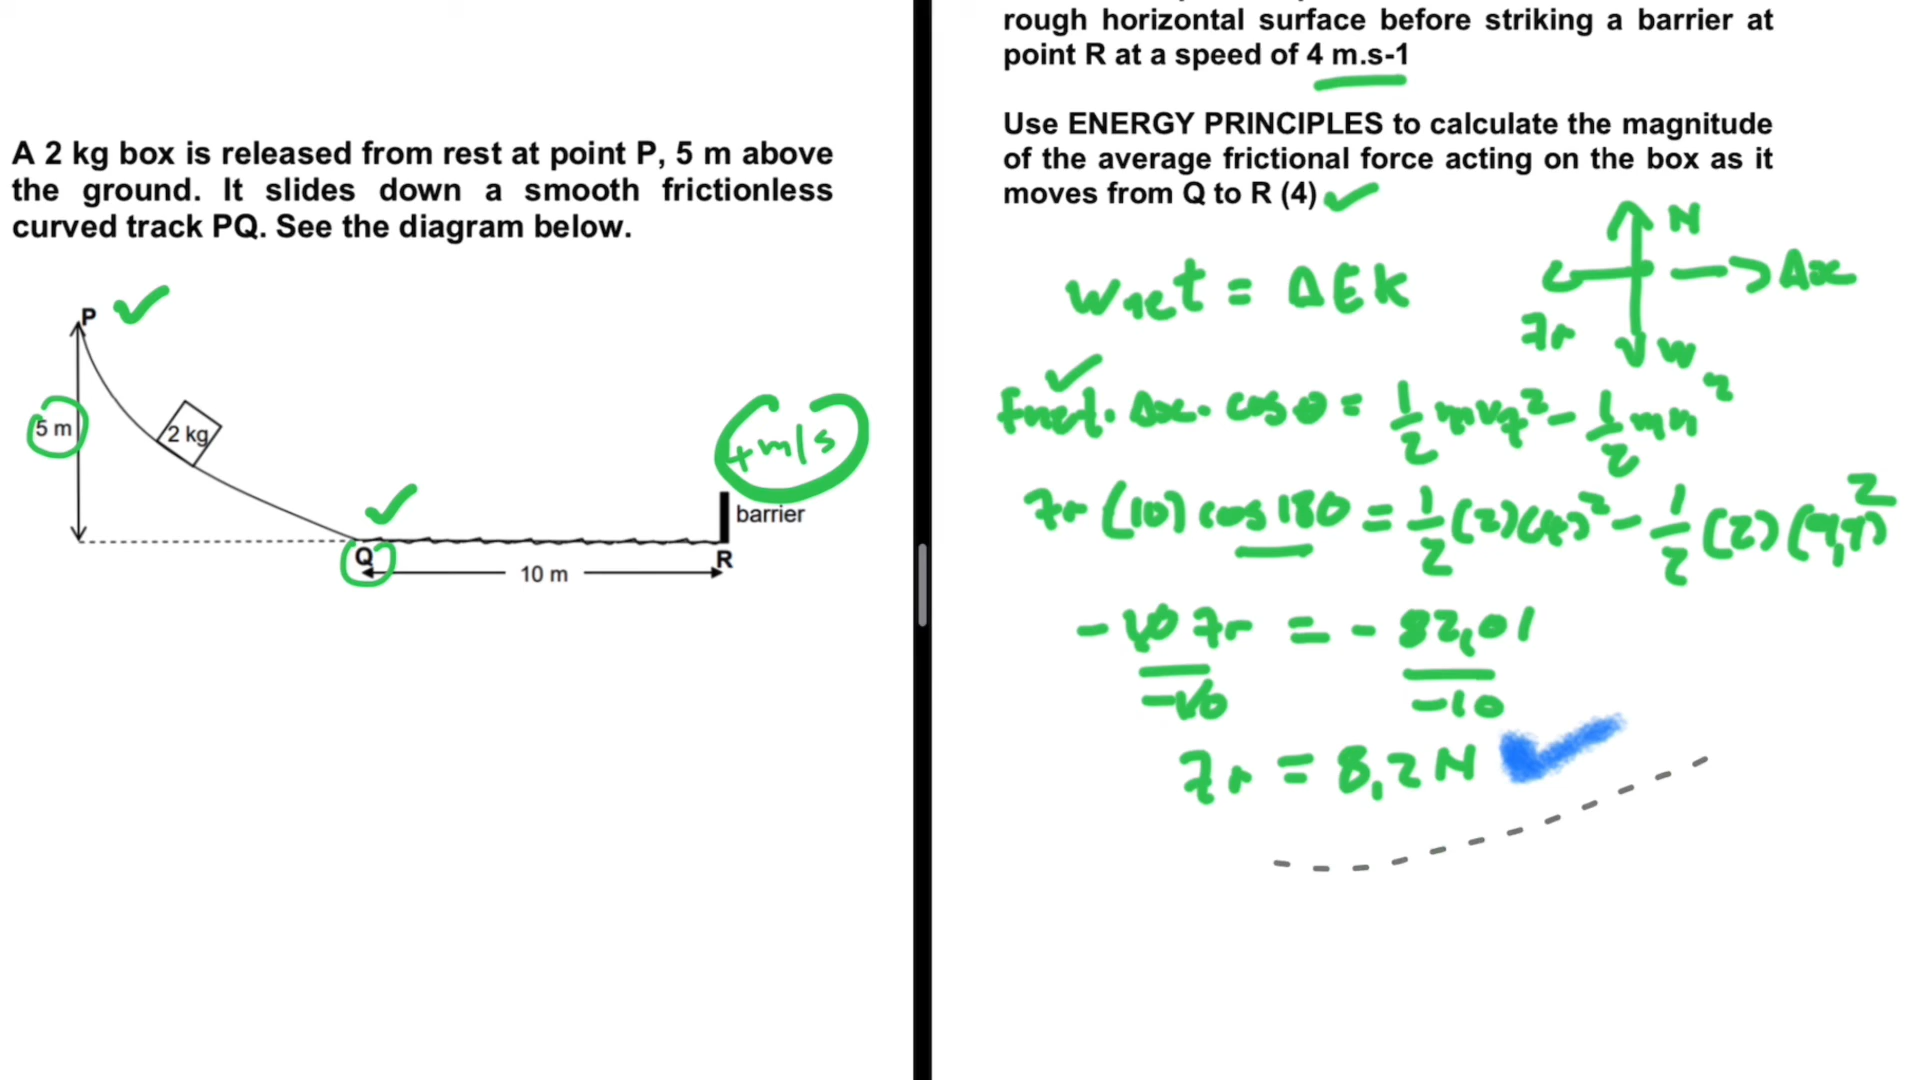 A 2 kg box is released from rest at point P, 5 m above
the ground. It slides down a smooth frictionless
curved track PQ. See the diagram below.
P
5 m
2 kg
4 m/s
barrier
Q
R
10 m
rough horizontal surface before striking a barrier at
point R at a speed of 4 m.s-1
Use ENERGY PRINCIPLES to calculate the magnitude
of the average frictional force acting on the box as it
moves from Q to R (4)
N
Δx
fr
w
Wnet = ΔEk
Fnet. Δx. cos θ = 1/2 mvf² - 1/2 mvi²
fr (10) cos 180 = 1/2 (2)(4)² - 1/2 (2) (9,9)²
- 10 fr = - 82,01
-10 -10
fr = 8,2 N